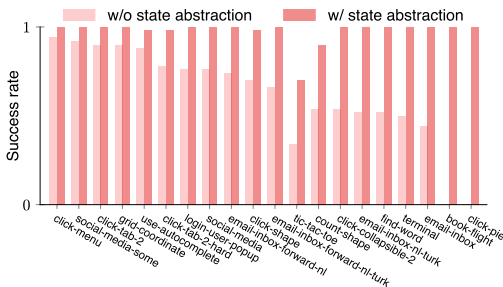 w/o state abstraction
w/ state abstraction
1
Success rate
0
click-menu
social-media-some
click-tab-2
grid-coordinate
use-autocomplete
click-tab-2-hard
login-user-popup
social-media
email-inbox-forward-nl
click-shape
email-inbox-forward-nl-turk
tic-tac-toe
count-shape
click-collapsible-2
email-inbox-nl-turk
find-word
terminal
email-inbox
book-flight
click-pie